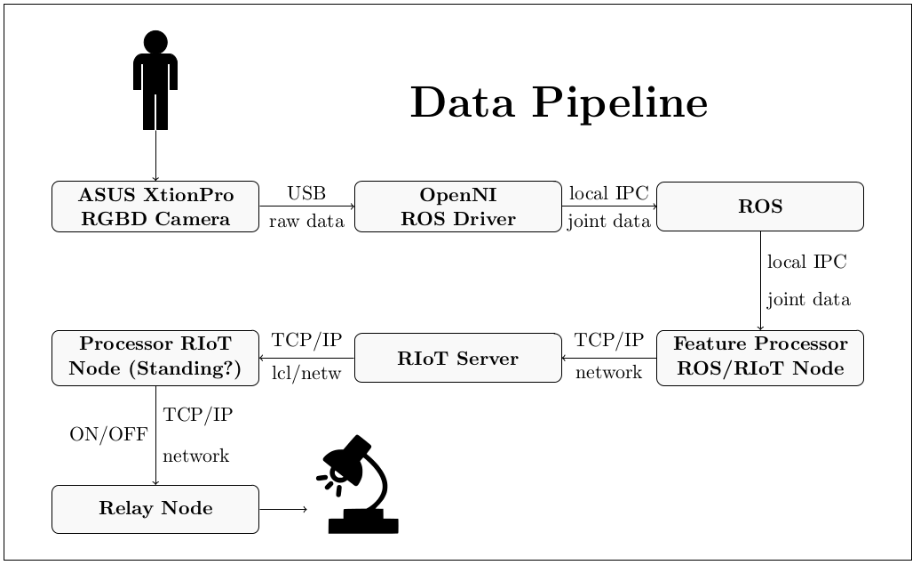 Data Pipeline
ASUS XtionPro
RGBD Camera
USB
raw data
OpenNI
ROS Driver
local IPC
joint data
ROS
local IPC
joint data
Feature Processor
ROS/RIoT Node
TCP/IP
network
RIoT Server
TCP/IP
lcl/netw
Processor RIoT
Node (Standing?)
ON/OFF
TCP/IP
network
Relay Node